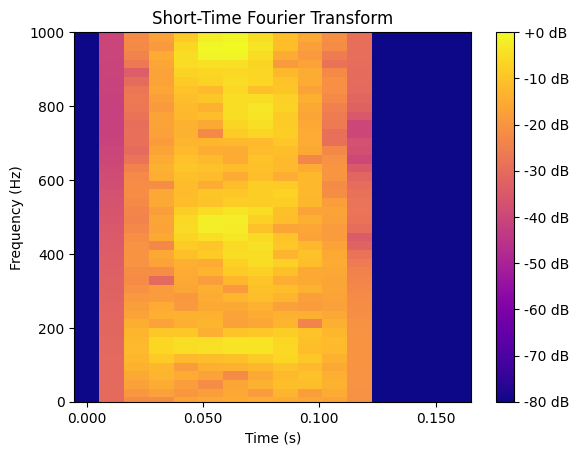 Short-Time Fourier Transform
1000
800
600
400
200
0
Frequency (Hz)
0.000
0.050
0.100
0.150
Time (s)
+0 dB
-10 dB
-20 dB
-30 dB
-40 dB
-50 dB
-60 dB
-70 dB
-80 dB